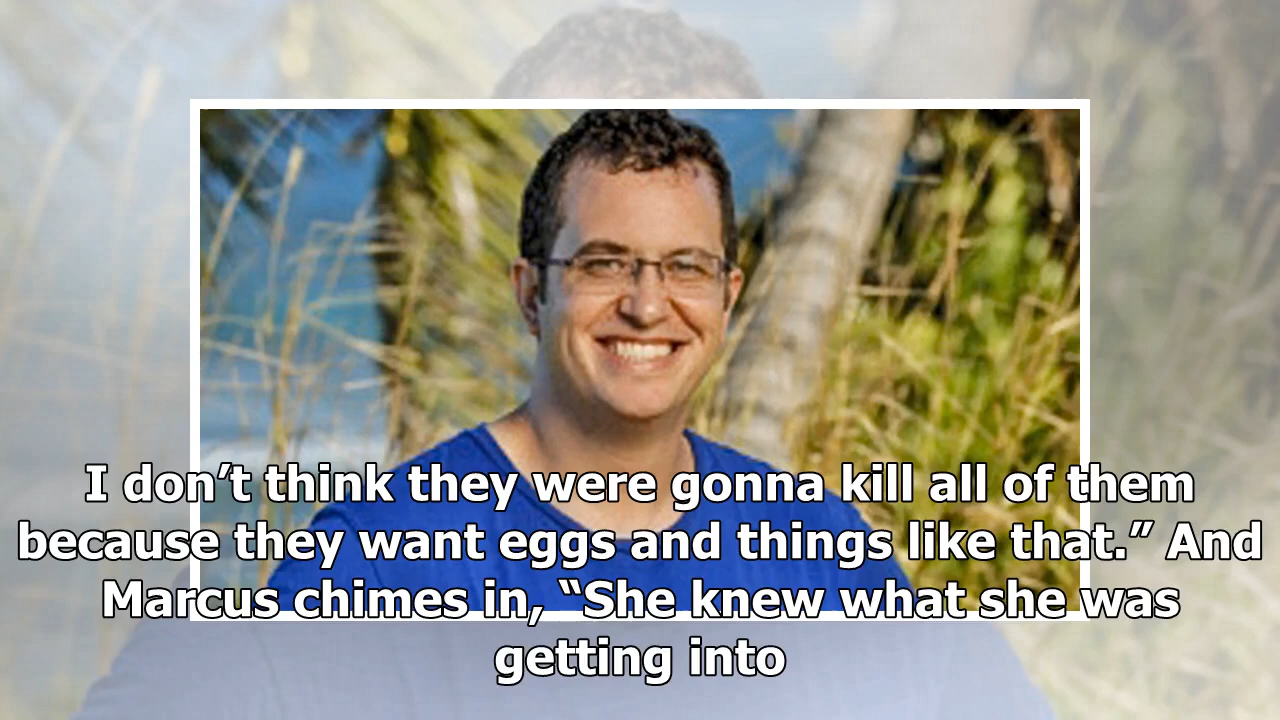 I don’t think they were gonna kill all of them
because they want eggs and things like that.” And
Marcus chimes in, “She knew what she was
getting into